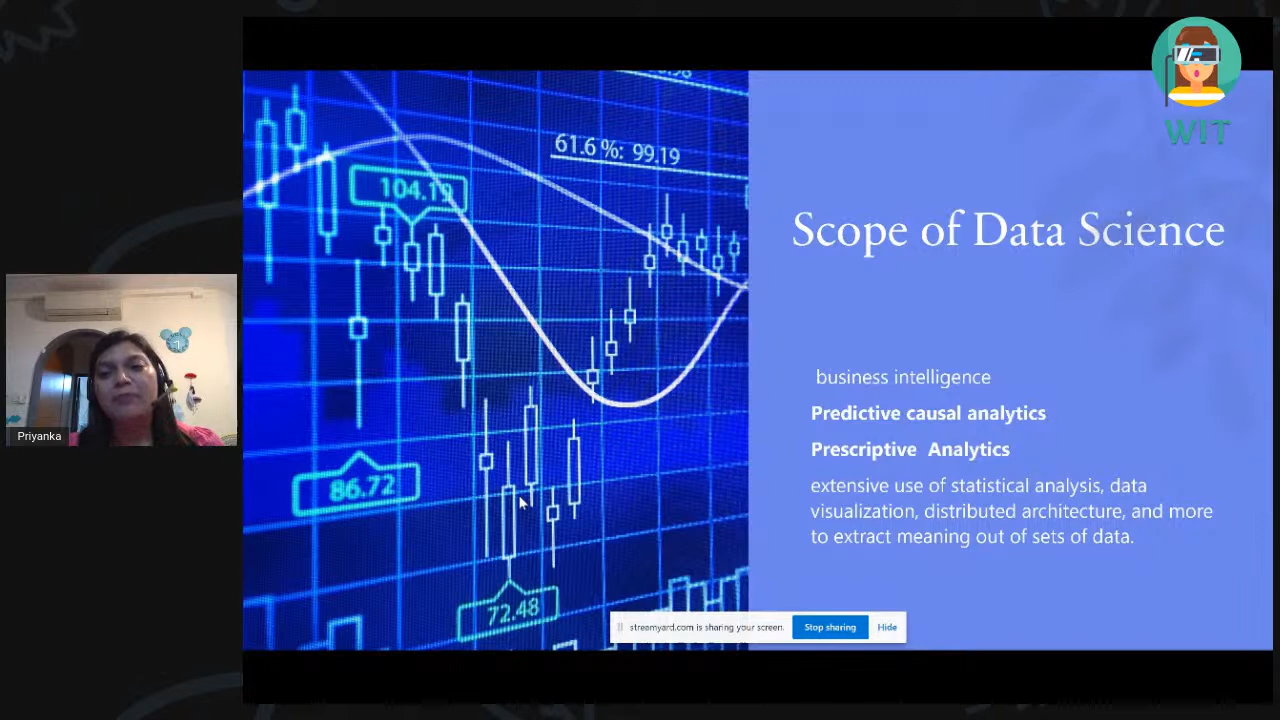 WIT
61.6 %: 99.19
104.19
86.72
72.48
Scope of Data Science
business intelligence
Predictive causal analytics
Prescriptive  Analytics
extensive use of statistical analysis, data
visualization, distributed architecture, and more
to extract meaning out of sets of data.
Priyanka
streamyard.com is sharing your screen.
Stop sharing
Hide